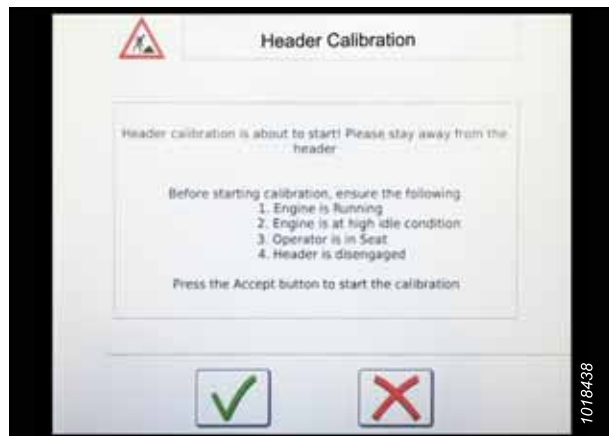 Header Calibration
Header calibration is about to start! Please stay away from the
header
Before starting calibration, ensure the following
1. Engine is Running
2. Engine is at high idle condition
3. Operator is in Seat
4. Header is disengaged
Press the Accept button to start the calibration
1018438